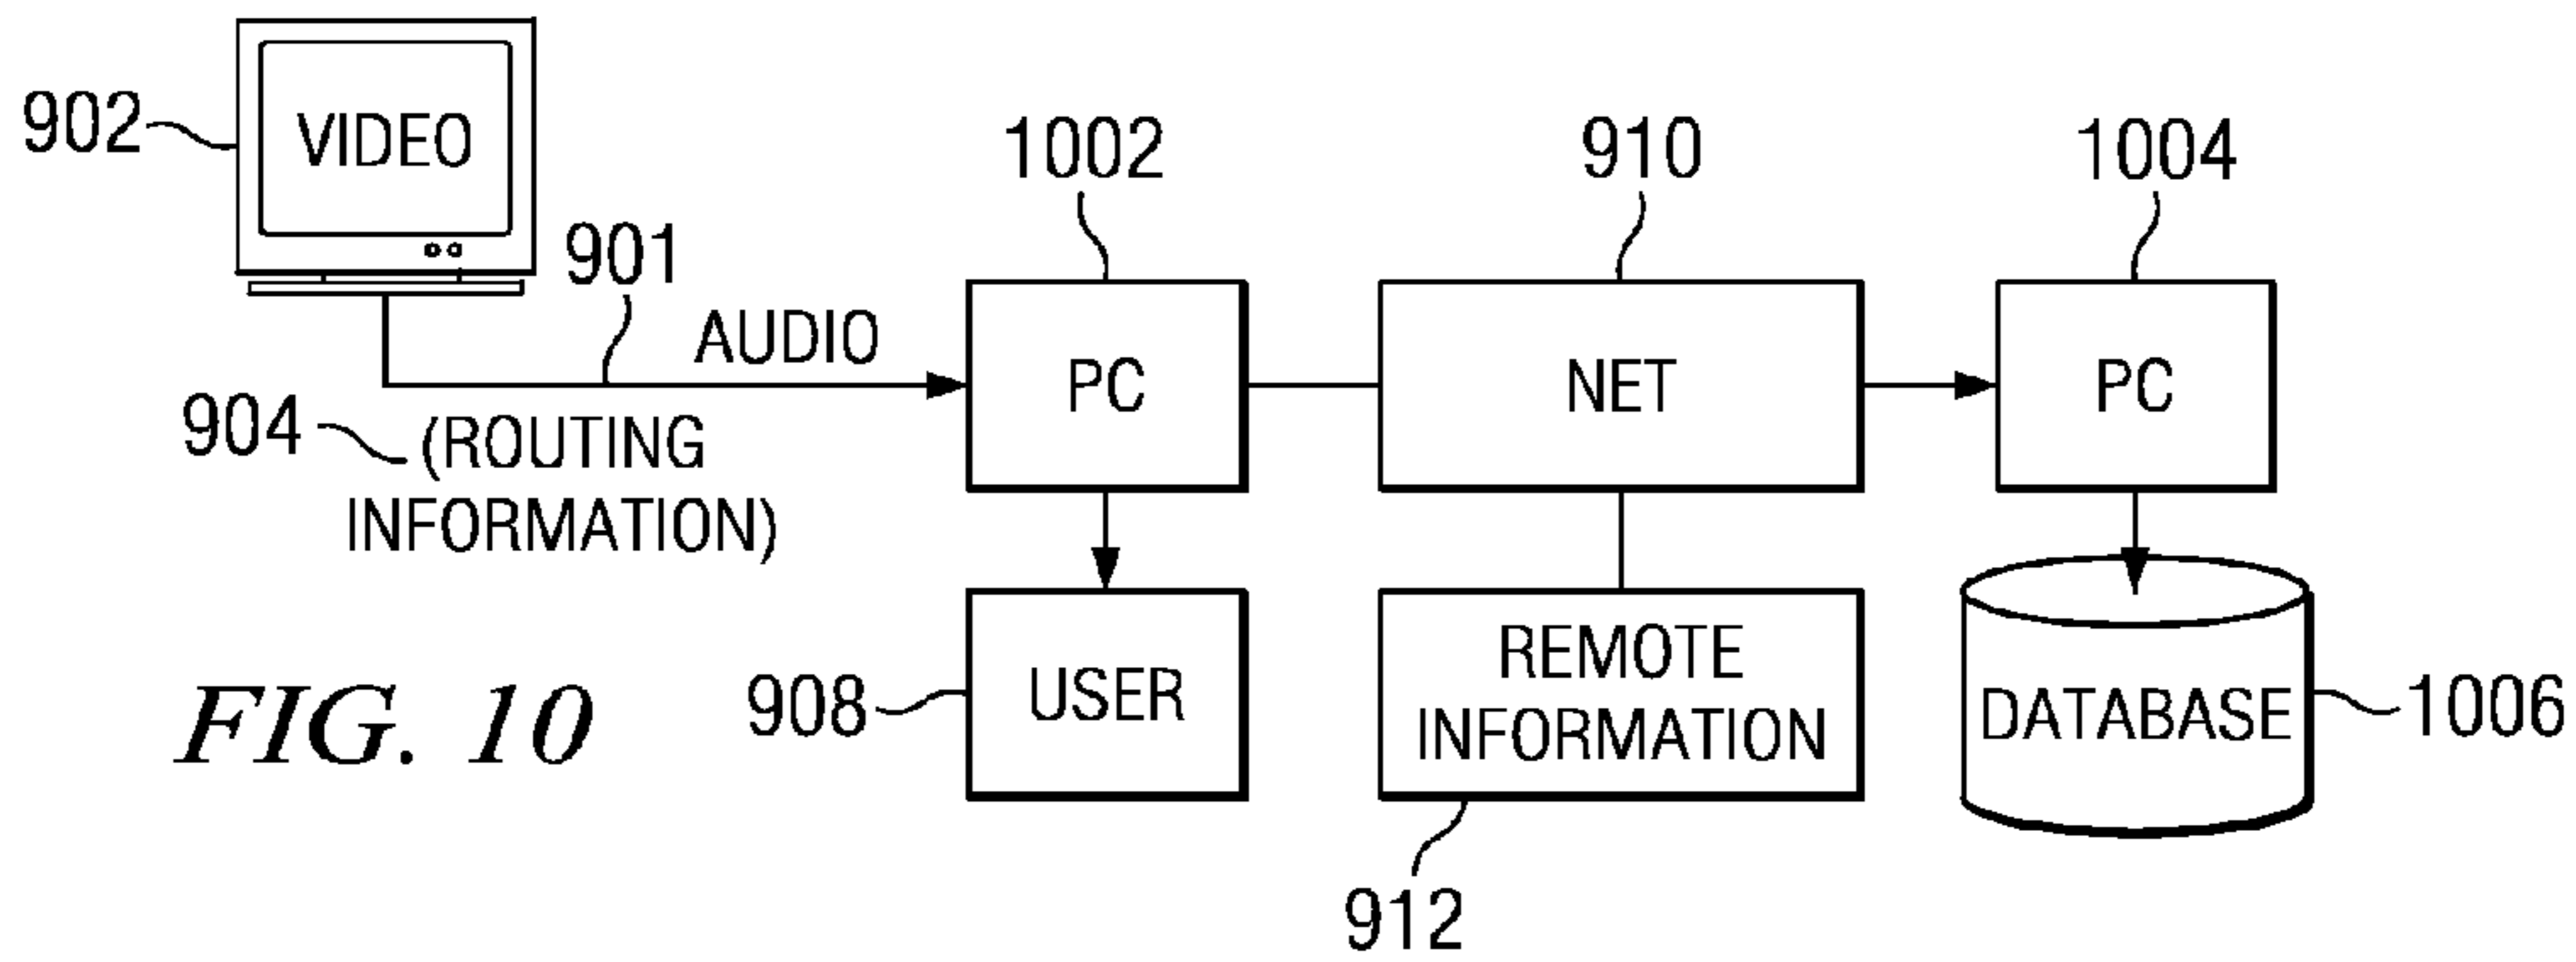 902
VIDEO
1002
910
1004
901
AUDIO
PC
NET
PC
904
(ROUTING
INFORMATION)
FIG. 10
908
USER
REMOTE
INFORMATION
DATABASE
1006
912